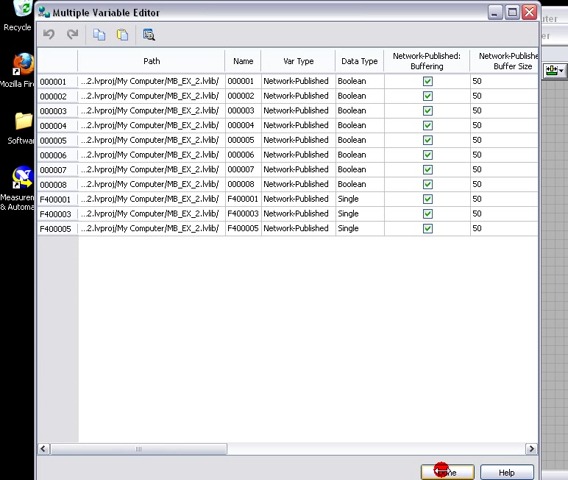 Multiple Variable Editor
Path Name Var Type Data Type Network-Published: Buffering Network-Publishe Buffer Size
000001 ...2.lvproj/My Computer/MB_EX_2.lvlib/ 000001 Network-Published Boolean 50
000002 ...2.lvproj/My Computer/MB_EX_2.lvlib/ 000002 Network-Published Boolean 50
000003 ...2.lvproj/My Computer/MB_EX_2.lvlib/ 000003 Network-Published Boolean 50
000004 ...2.lvproj/My Computer/MB_EX_2.lvlib/ 000004 Network-Published Boolean 50
000005 ...2.lvproj/My Computer/MB_EX_2.lvlib/ 000005 Network-Published Boolean 50
000006 ...2.lvproj/My Computer/MB_EX_2.lvlib/ 000006 Network-Published Boolean 50
000007 ...2.lvproj/My Computer/MB_EX_2.lvlib/ 000007 Network-Published Boolean 50
000008 ...2.lvproj/My Computer/MB_EX_2.lvlib/ 000008 Network-Published Boolean 50
F400001 ...2.lvproj/My Computer/MB_EX_2.lvlib/ F400001 Network-Published Single 50
F400003 ...2.lvproj/My Computer/MB_EX_2.lvlib/ F400003 Network-Published Single 50
F400005 ...2.lvproj/My Computer/MB_EX_2.lvlib/ F400005 Network-Published Single 50
Help
Recycle
Mozilla Fire
Softwar
Measurem
& Automa